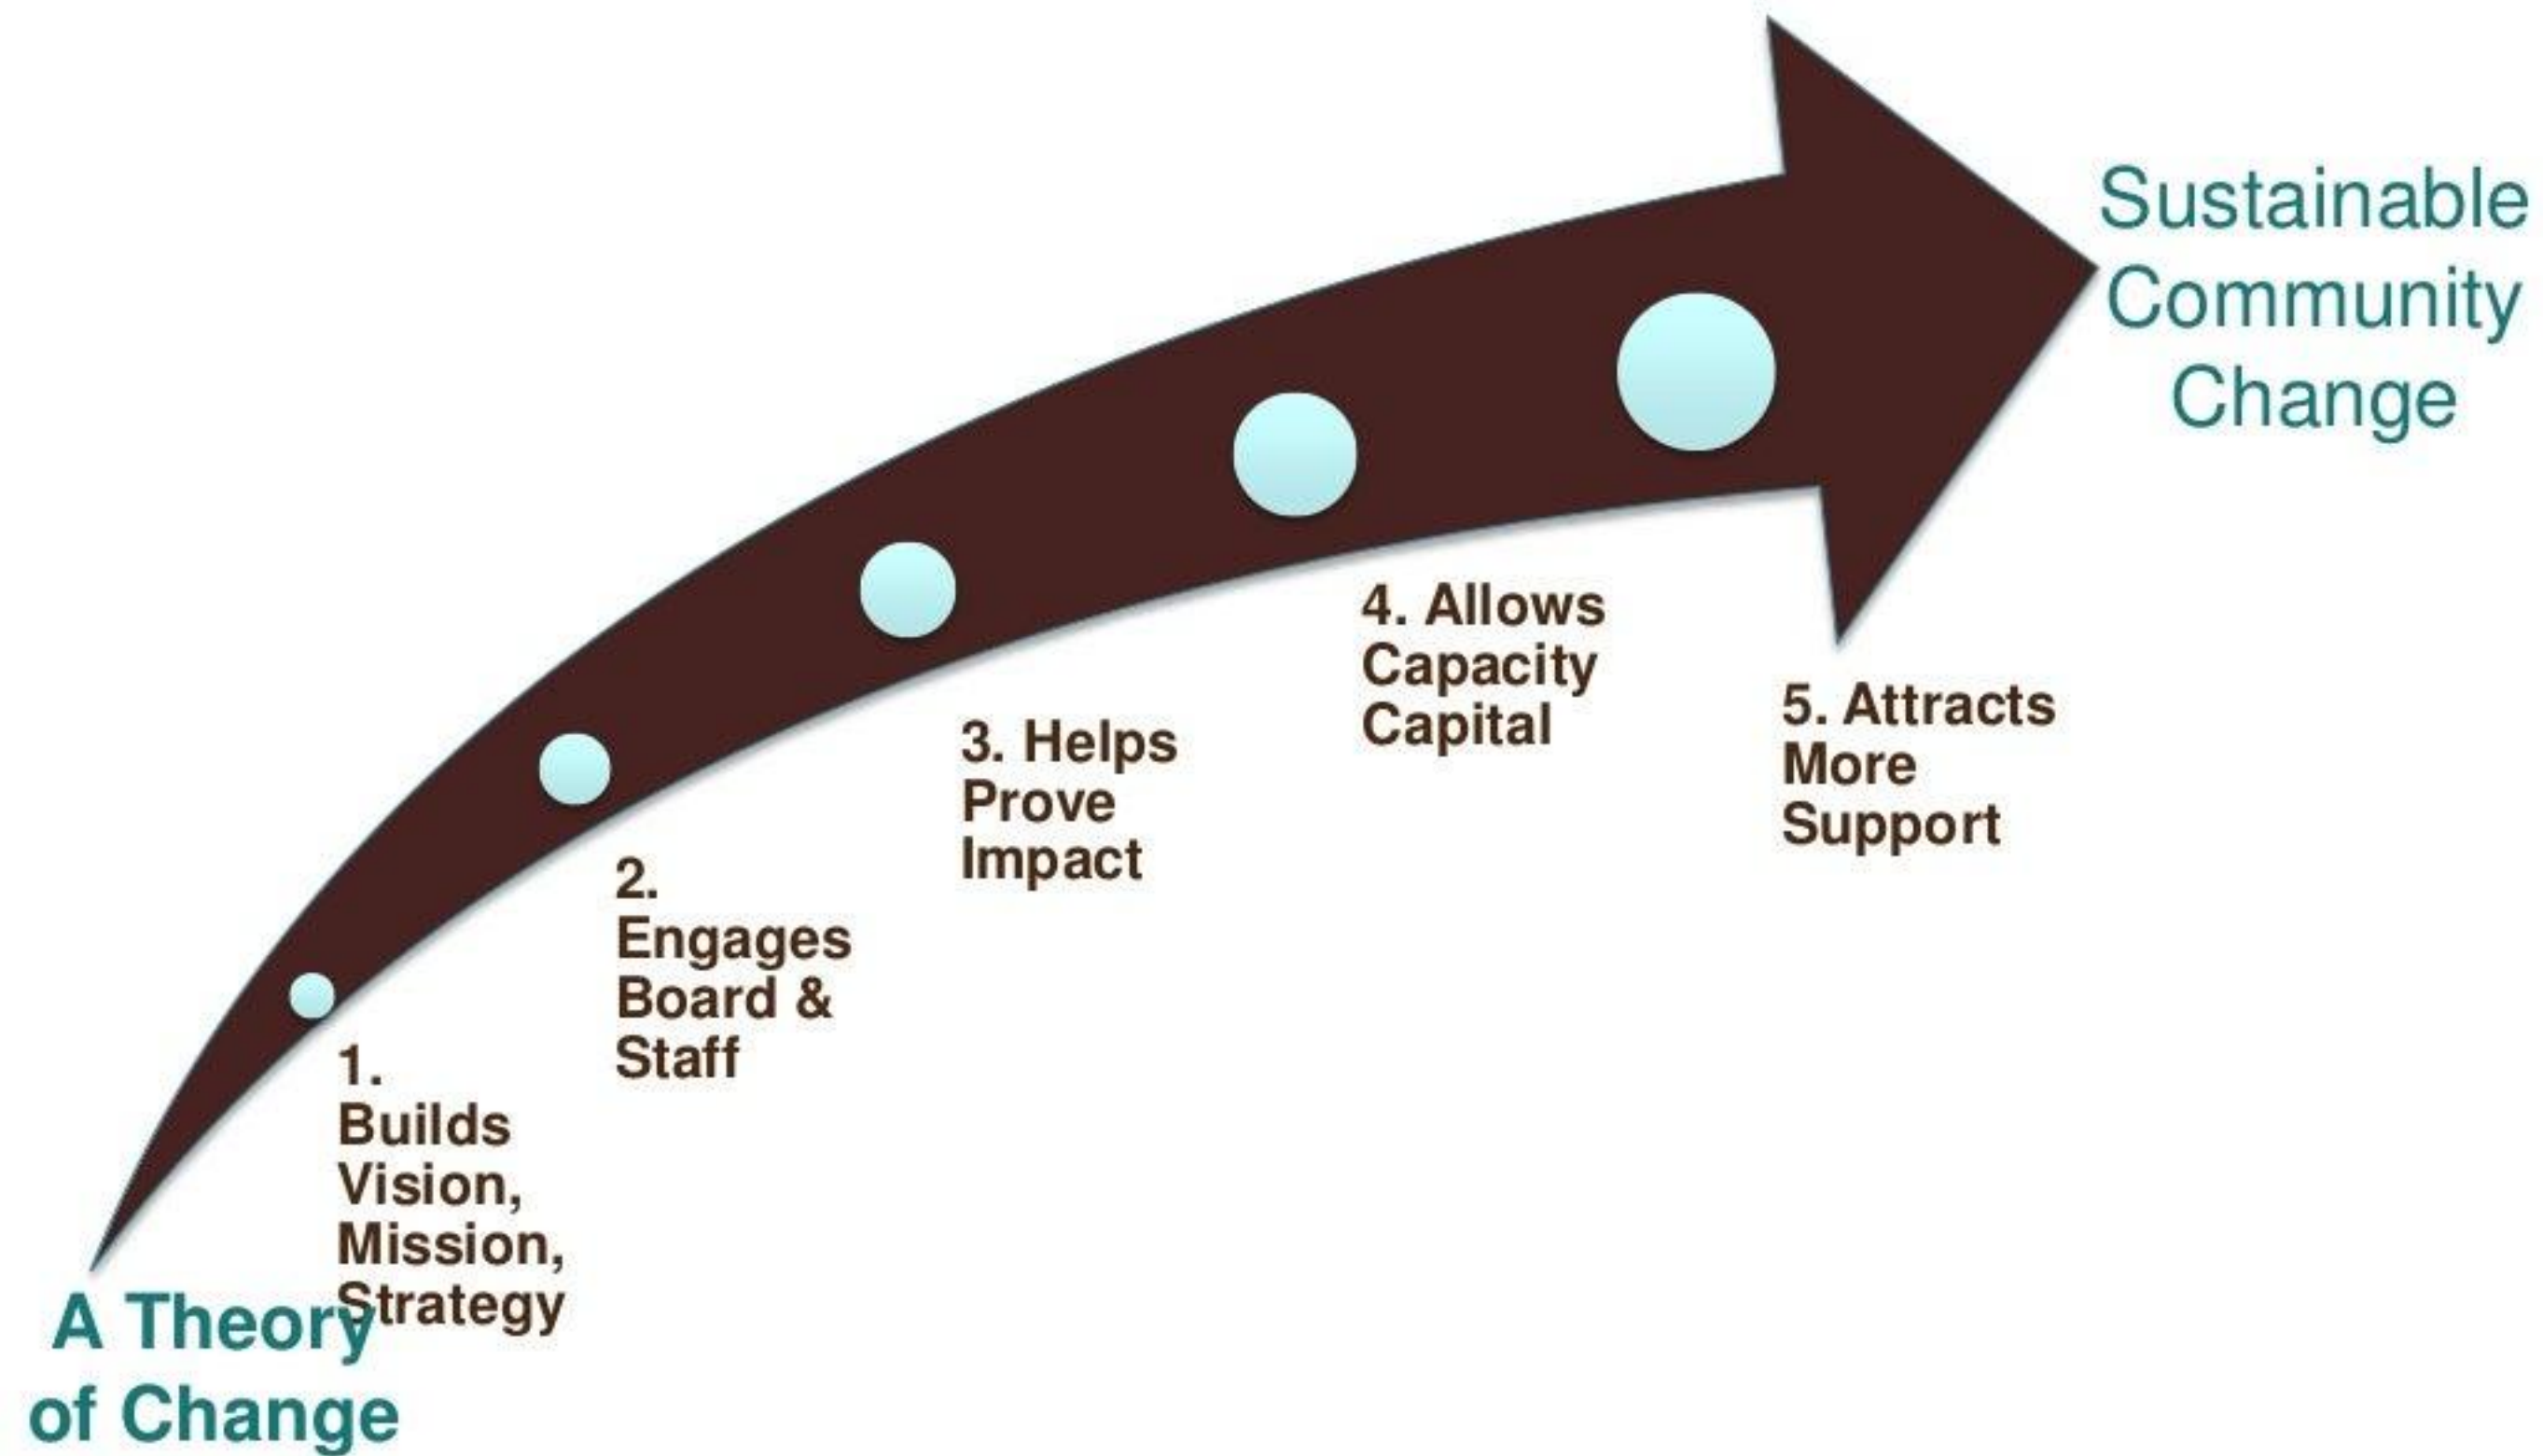 Sustainable
Community
Change
4. Allows
Capacity
Capital
5. Attracts
More
Support
3. Helps
Prove
Impact
2.
Engages
Board &
Staff
1.
Builds
Vision,
Mission,
Strategy
A Theory
of Change